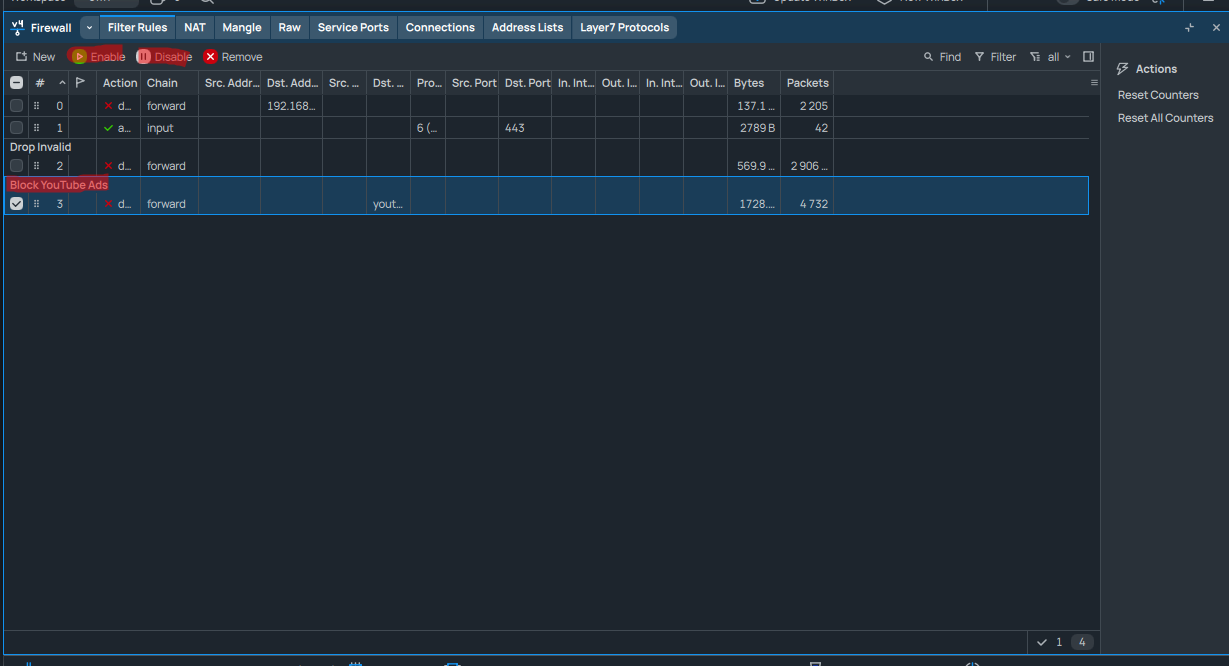 Firewall Filter Rules NAT Mangle Raw Service Ports Connections Address Lists Layer7 Protocols
New Enable Disable Remove Find Filter all
# Action Chain Src. Addr... Dst. Add... Src. ... Dst. ... Pro... Src. Port Dst. Port In. Int... Out. I... In. Int... Out. I... Bytes Packets
0 d... forward 192.168... 137.1 ... 2 205
1 a... input 6 (... 443 2789 B 42
Drop Invalid
2 d... forward 569.9 ... 2 906 ...
Block YouTube Ads
3 d... forward yout... 1728.... 4 732
Actions
Reset Counters
Reset All Counters
1 4